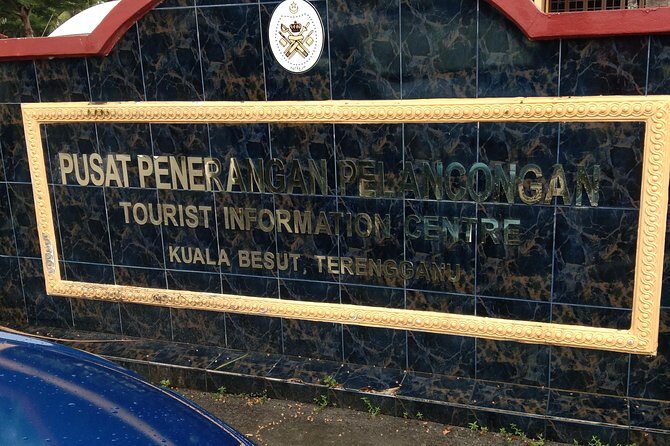 PUSAT PENERANGAN PELANCONGAN
TOURIST INFORMATION CENTRE
KUALA BESUT, TERENGGANU